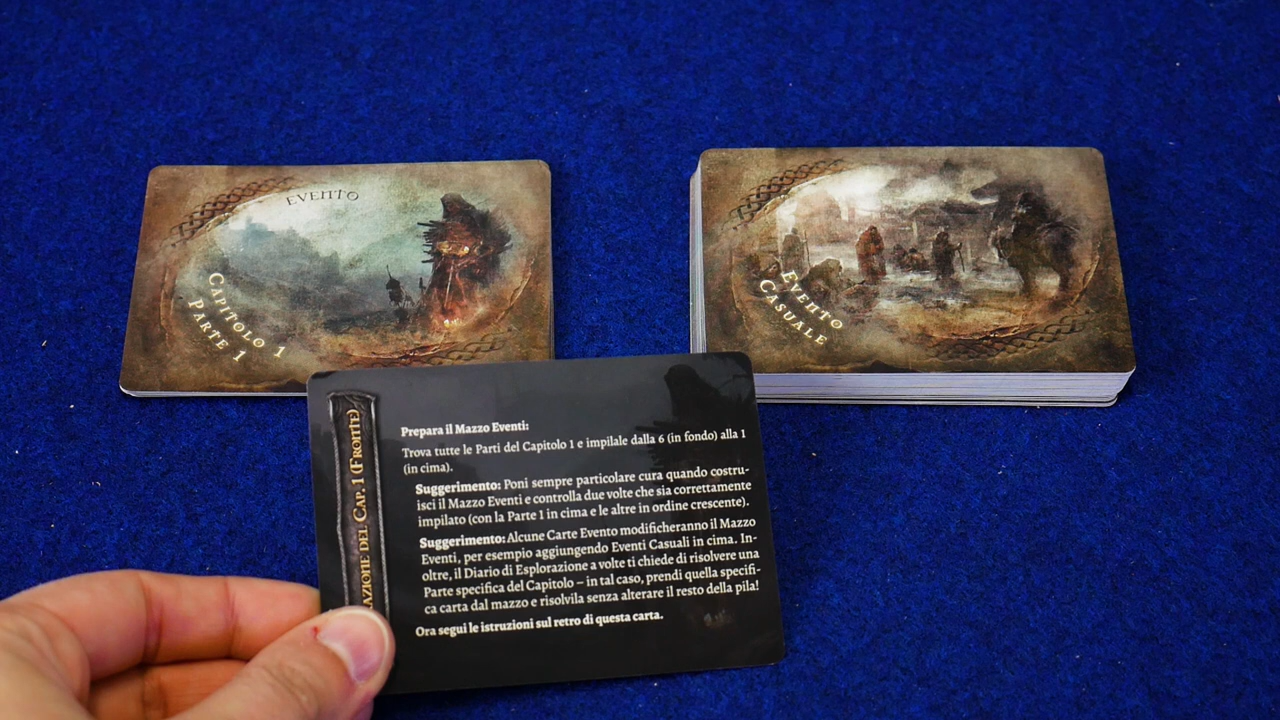 EVENTO
CAPITOLO 1
PARTE 1
EVENTO
CASUALE
DEL CAP. 1 (FRONTE)
Prepara il Mazzo Eventi:
Trova tutte le Parti del Capitolo 1 e impilale dalla 6 (in fondo) alla 1
(in cima).
Suggerimento: Poni sempre particolare cura quando costru-
isci il Mazzo Eventi e controlla due volte che sia correttamente
impilato (con la Parte 1 in cima e le altre in ordine crescente).
Suggerimento: Alcune Carte Evento modificheranno il Mazzo
Eventi, per esempio aggiungendo Eventi Casuali in cima. In-
oltre, il Diario di Esplorazione a volte ti chiede di risolvere una
Parte specifica del Capitolo – in tal caso, prendi quella specifi-
ca carta dal mazzo e risolvila senza alterare il resto della pila!
Ora segui le istruzioni sul retro di questa carta.